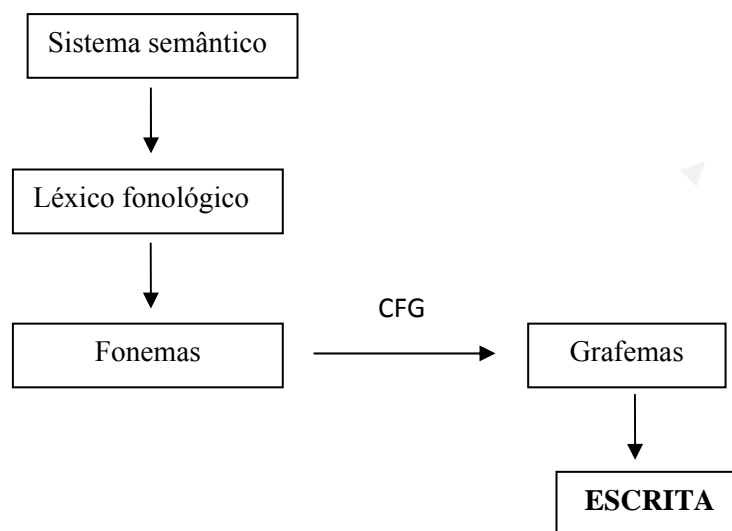 Sistema semântico
Léxico fonológico
CFG
Fonemas
Grafemas
ESCRITA